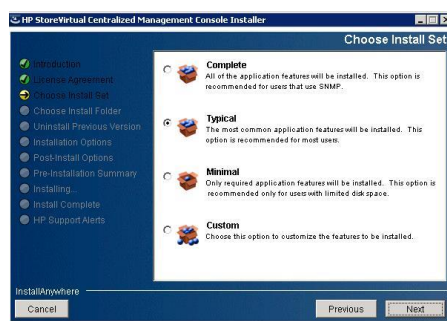 HP StoreVirtual Centralized Management Console Installer
Choose Install Set
Introduction
License Agreement
Choose Install Set
Choose Install Folder
Uninstall Previous Version
Installation Options
Post-Install Options
Pre-Installation Summary
Installing...
Install Complete
HP Support Alerts
Complete
All of the application features will be installed. This option is
recommended for users that use SNMP.
Typical
The most common application features will be installed. This
option is recommended for most users.
Minimal
Only required application features will be installed. This option is
recommended only for users with limited disk space.
Custom
Choose this option to customize the features to be installed.
InstallAnywhere
Cancel
Previous
Next